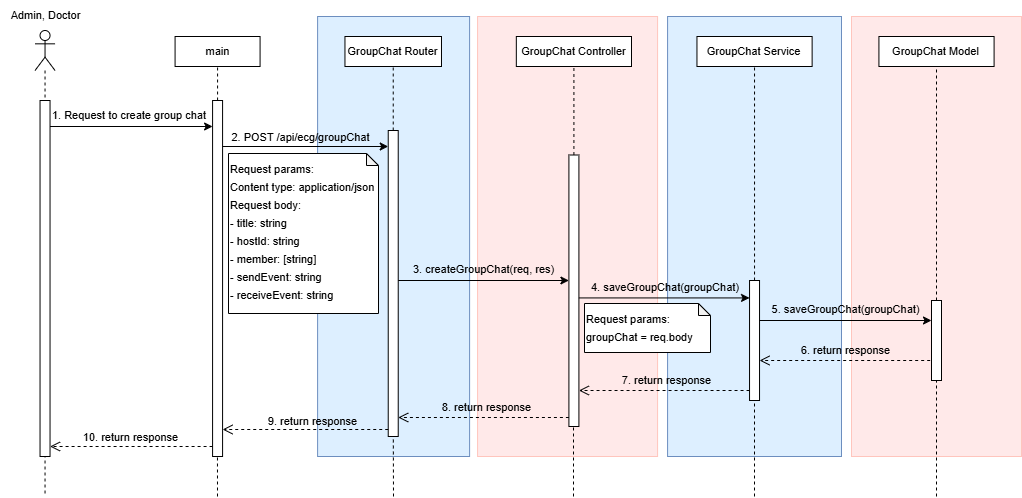 Admin, Doctor
main
GroupChat Router
GroupChat Controller
GroupChat Service
GroupChat Model
1. Request to create group chat
2. POST /api/ecg/groupChat
Request params:
Content type: application/json
Request body:
- title: string
- hostId: string
- member: [string]
- sendEvent: string
- receiveEvent: string
3. createGroupChat(req, res)
4. saveGroupChat(groupChat)
Request params:
groupChat = req.body
5. saveGroupChat(groupChat)
6. return response
7. return response
8. return response
9. return response
10. return response